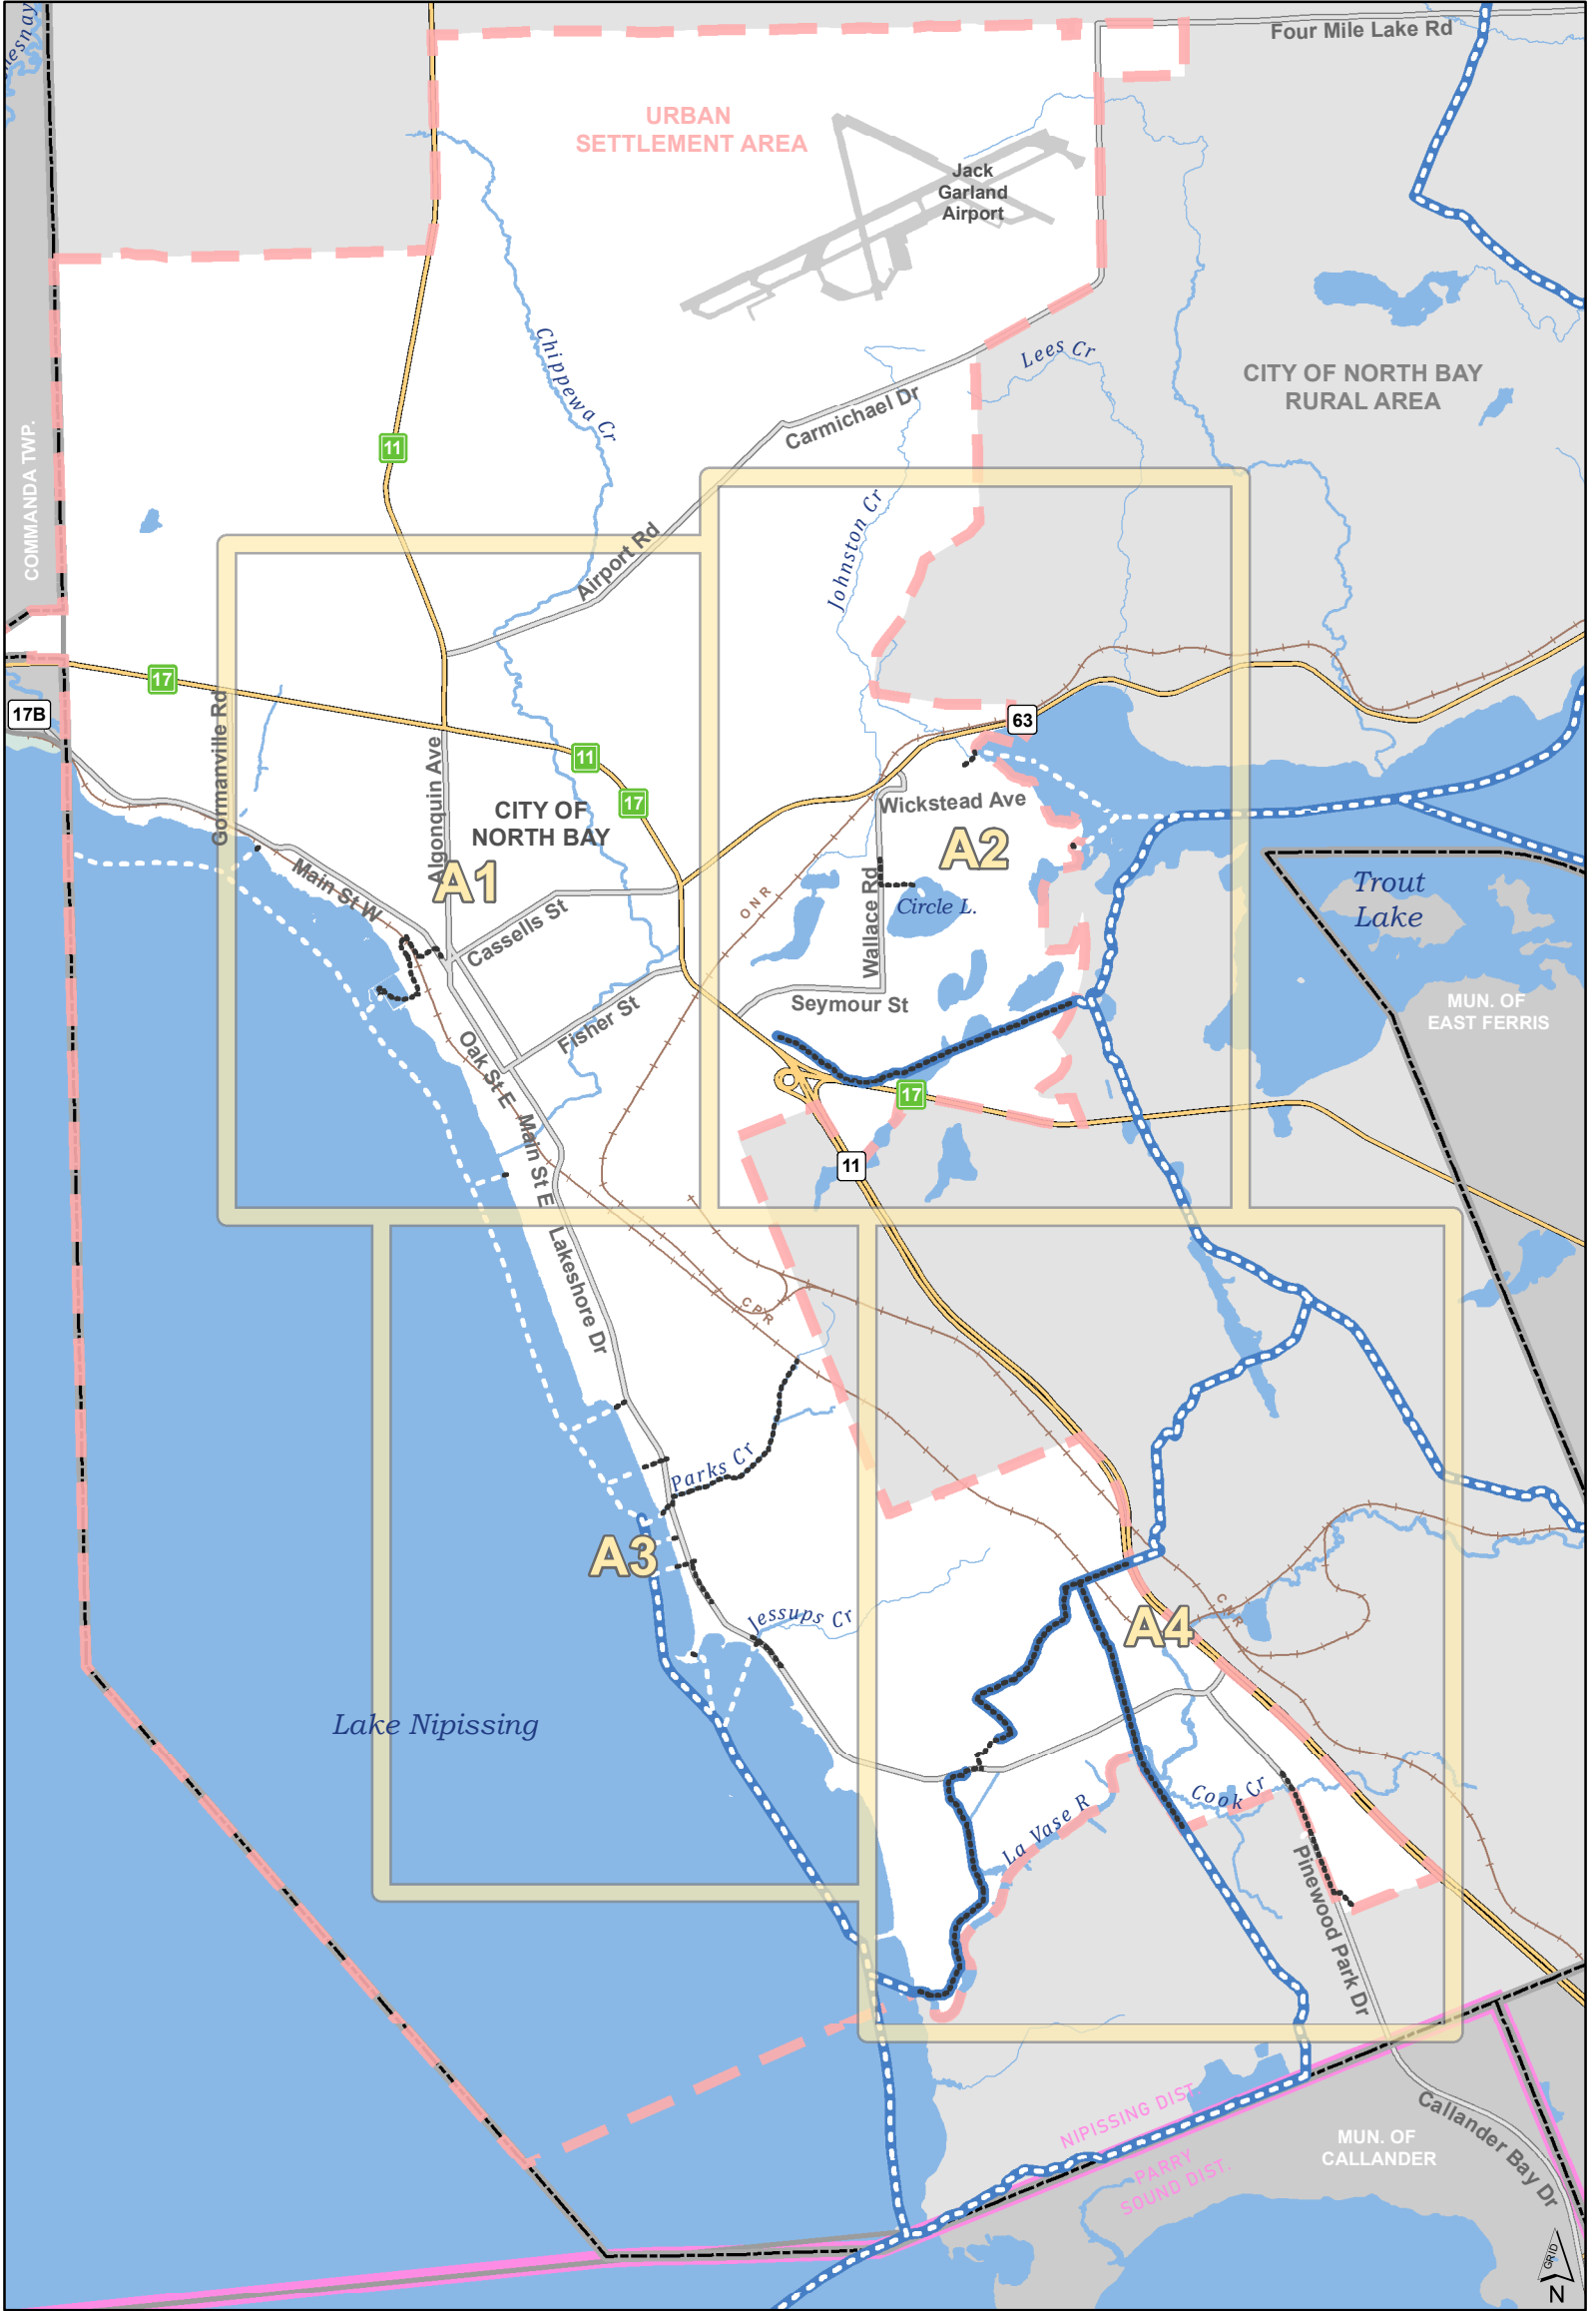 Four Mile Lake Rd
URBAN
SETTLEMENT AREA
Jack
Garland
Airport
Chippewa Cr
Lees Cr
CITY OF NORTH BAY
RURAL AREA
Carmichael Dr
COMMANDA TWP.
11
Johnston Cr
Airport Rd
17
17B
Gormanville Rd
63
11
17
Algonquin Ave
CITY OF
NORTH BAY
Wickstead Ave
A1
A2
Main St W
Cassells St
ONR
Wallace Rd
Circle L.
Trout
Lake
Seymour St
MUN. OF
EAST FERRIS
Fisher St
Oak St E
17
Main St E
11
Lakeshore Dr
CPR
Parks Cr
A3
Jessups Cr
A4
CNR
Lake Nipissing
Cook Cr
La Vase R
Pinewood Park Dr
NIPISSING DIST.
PARRY
SOUND DIST.
MUN. OF
CALLANDER
Callander Bay Dr
GRID
N